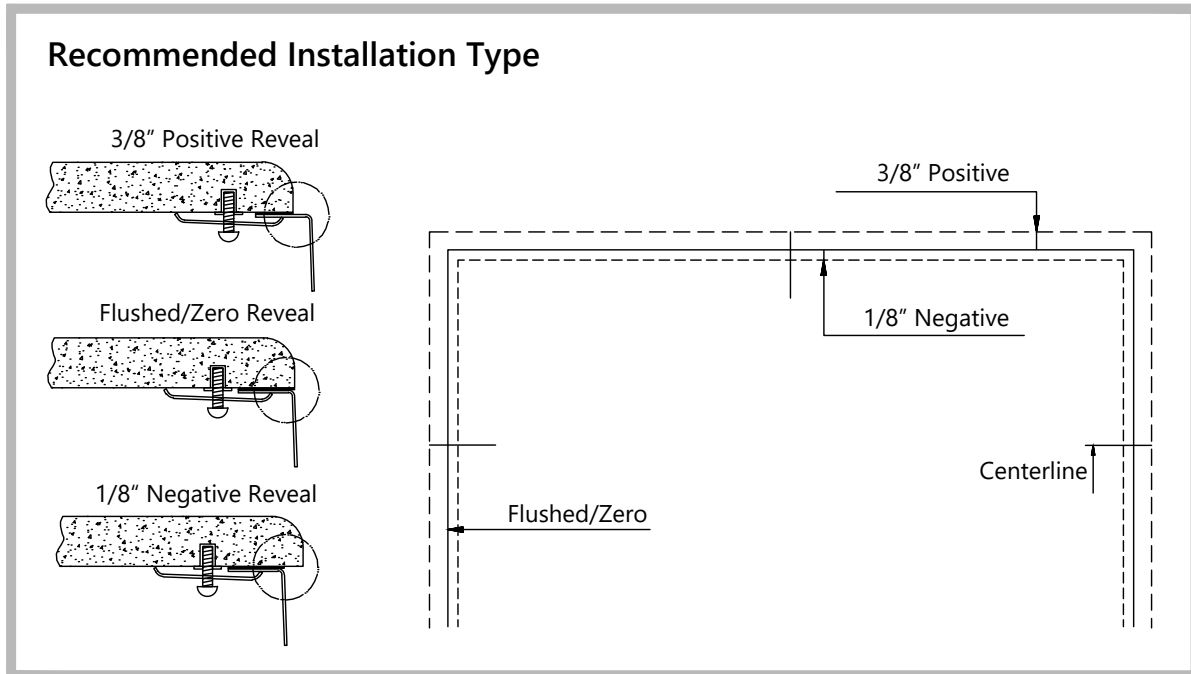 Recommended Installation Type
3/8“ Positive Reveal
Flushed/Zero Reveal
1/8“ Negative Reveal
3/8“ Positive
1/8“ Negative
Centerline
Flushed/Zero